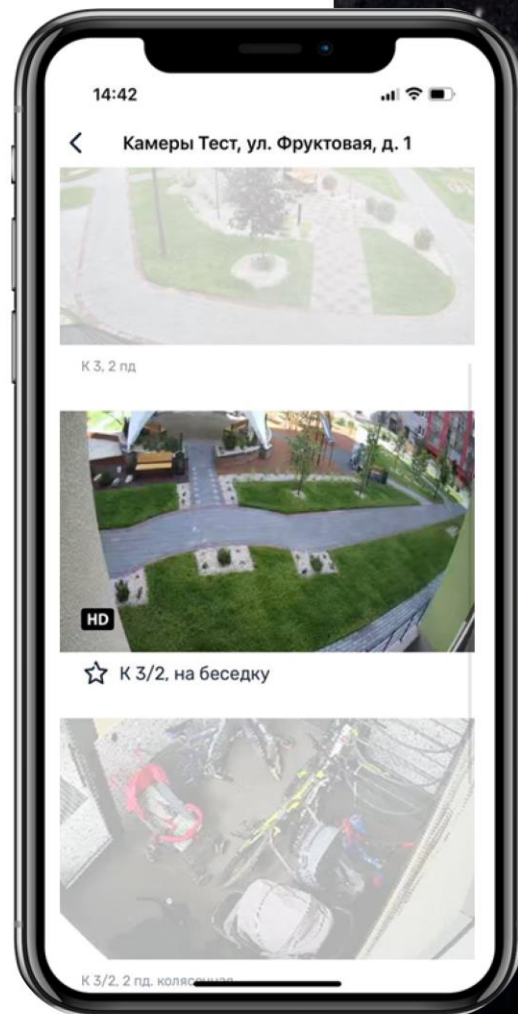 14:42
Камеры Тест, ул. Фруктовая, д. 1
К 3, 2 пд
HD
К 3/2, на беседку
К 3/2, 2 пд. колясочная